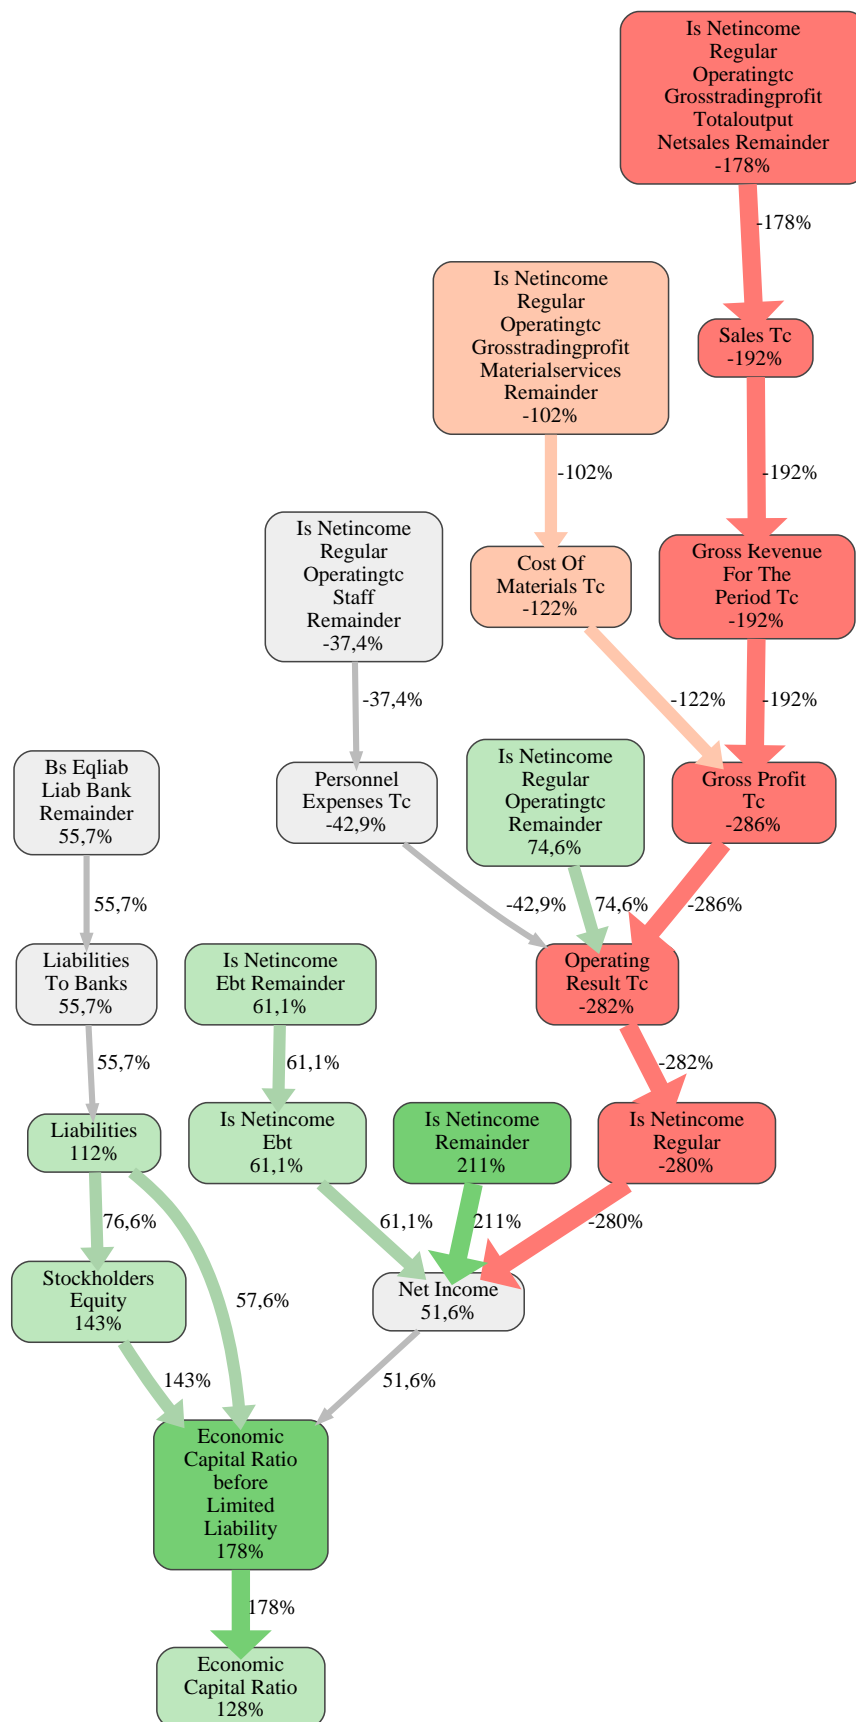 Is Netincome
Regular
Operatingtc
Grosstradingprofit
Totaloutput
Netsales Remainder
-178%
-178%
Is Netincome
Regular
Operatingtc
Grosstradingprofit
Materialservices
Remainder
-102%
Sales Tc
-192%
-102%
-192%
Is Netincome
Regular
Operatingtc
Staff
Remainder
-37,4%
Cost Of
Materials Tc
-122%
Gross Revenue
For The
Period Tc
-192%
-37,4%
-122%
-192%
Bs Eqliab
Liab Bank
Remainder
55,7%
Personnel
Expenses Tc
-42,9%
Is Netincome
Regular
Operatingtc
Remainder
74,6%
Gross Profit
Tc
-286%
55,7%
-42,9%
74,6%
-286%
Liabilities
To Banks
55,7%
Is Netincome
Ebt Remainder
61,1%
Operating
Result Tc
-282%
55,7%
61,1%
-282%
Liabilities
112%
Is Netincome
Ebt
61,1%
Is Netincome
Remainder
211%
Is Netincome
Regular
-280%
76,6%
61,1%
211%
-280%
Stockholders
Equity
143%
57,6%
Net Income
51,6%
143%
51,6%
Economic
Capital Ratio
before
Limited
Liability
178%
178%
Economic
Capital Ratio
128%